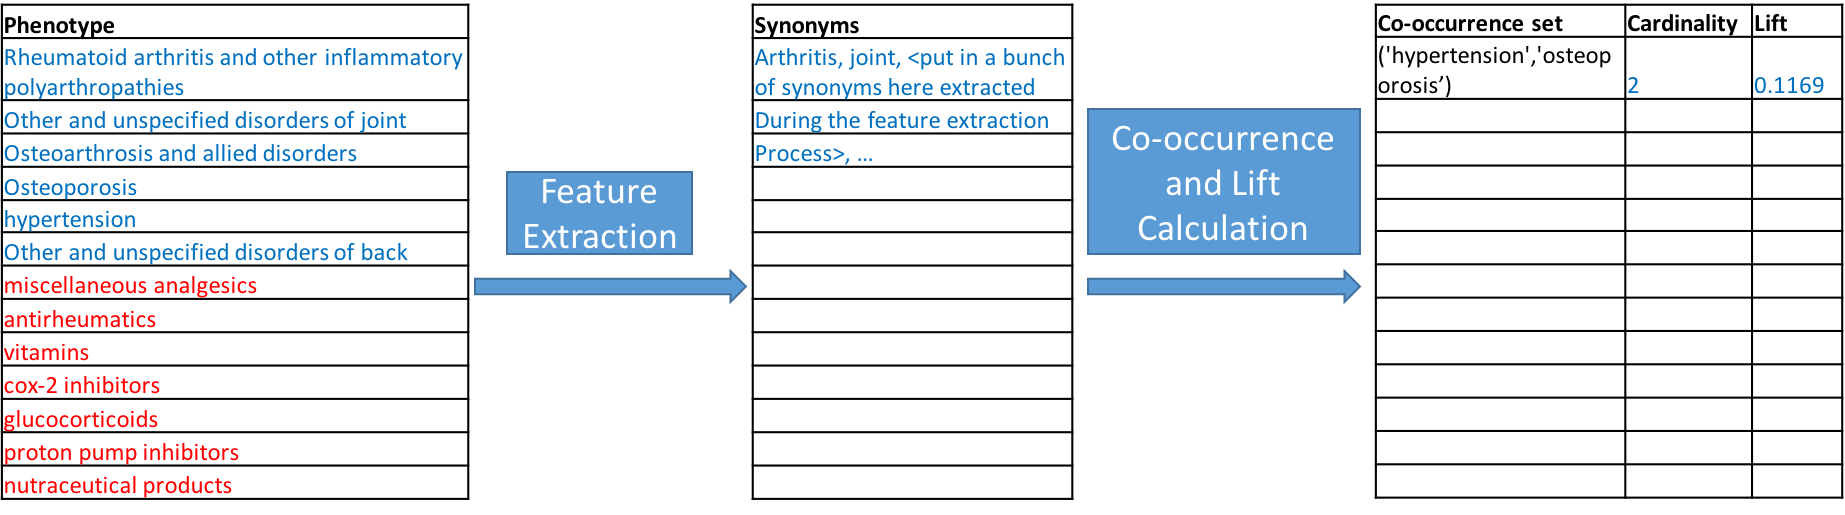 Phenotype
Rheumatoid arthritis and other inflammatory
polyarthropathies
Other and unspecified disorders of joint
Osteoarthrosis and allied disorders
Osteoporosis
hypertension
Other and unspecified disorders of back
miscellaneous analgesics
antirheumatics
vitamins
cox-2 inhibitors
glucocorticoids
proton pump inhibitors
nutraceutical products
Feature
Extraction
Synonyms
Arthritis, joint, <put in a bunch
of synonyms here extracted
During the feature extraction
Process>, ...
Co-occurrence
and Lift
Calculation
Co-occurrence set Cardinality Lift
('hypertension','osteop
orosis’) 2 0.1169